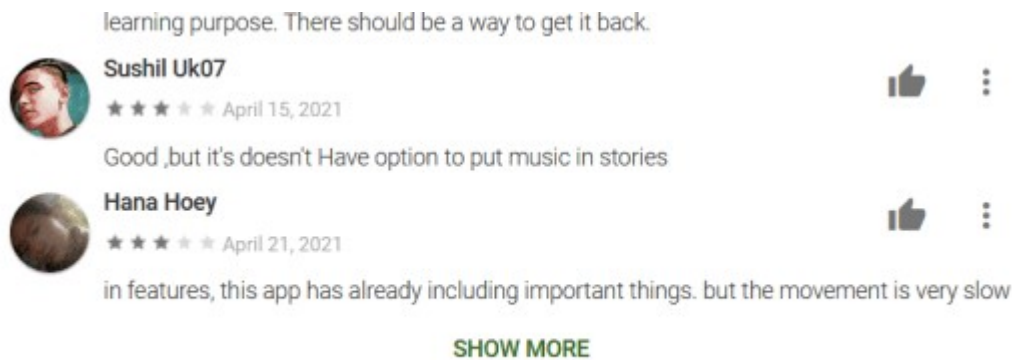 learning purpose. There should be a way to get it back.
Sushil Uk07
April 15, 2021
Good ,but it's doesn't Have option to put music in stories
Hana Hoey
April 21, 2021
in features, this app has already including important things. but the movement is very slow
SHOW MORE